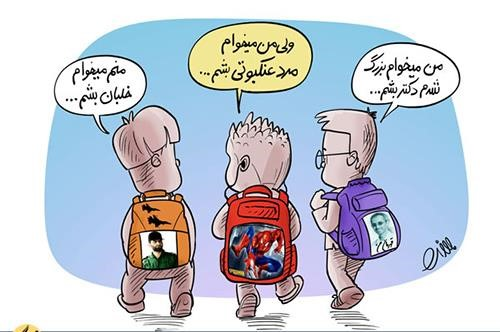 من میخوام بزرگ
شدم دکتر بشم...
ولی من میخوام
مرد عنکبوتی بشم...
منم میخوام
خلبان بشم...